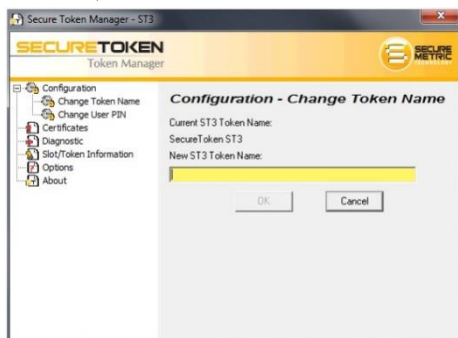 Secure Token Manager - ST3
SECURETOKEN
Token Manager
SECURE
METRIC
TECHNOLOGY
Configuration
Change Token Name
Change User PIN
Certificates
Diagnostic
Slot/Token Information
Options
About
Configuration - Change Token Name
Current ST3 Token Name:
SecureToken ST3
New ST3 Token Name:
OK
Cancel